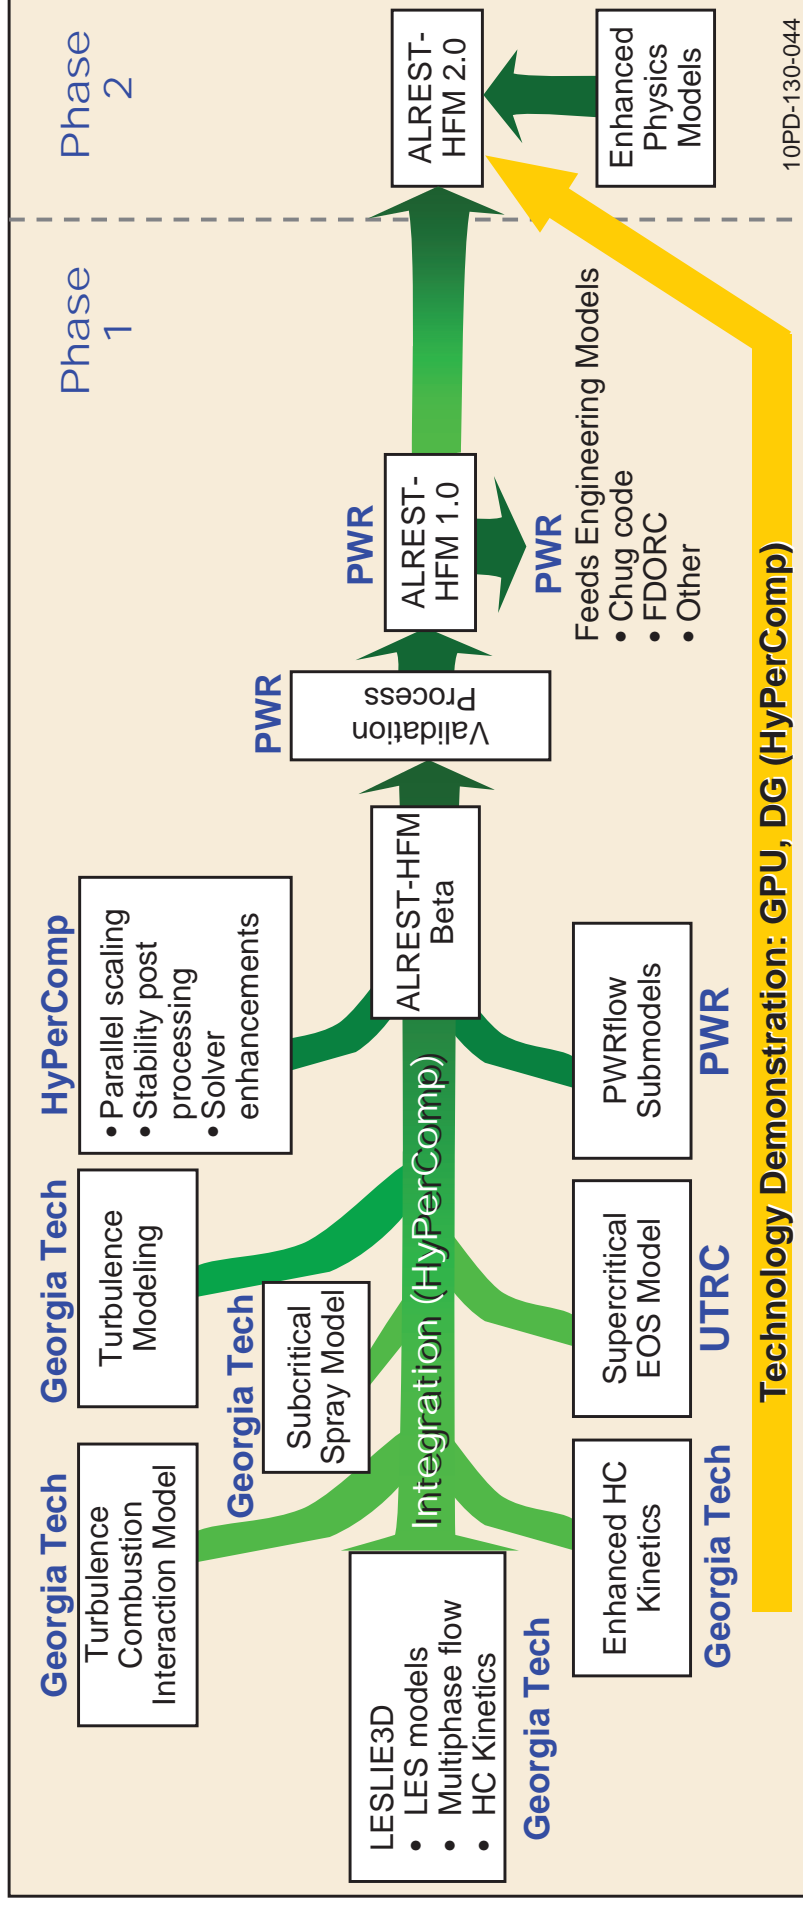 Phase
1
Phase
2
Georgia Tech
Turbulence
Combustion
Interaction Model
Georgia Tech
Turbulence
Modeling
HyPerComp
• Parallel scaling
• Stability post
processing
• Solver
enhancements
Georgia Tech
Subcritical
Spray Model
LESLIE3D
• LES models
• Multiphase flow
• HC Kinetics
Georgia Tech
Integration (HyPerComp)
ALREST-HFM
Beta
PWR
Validation
Process
PWR
ALREST-
HFM 1.0
ALREST-
HFM 2.0
PWR
Feeds Engineering Models
• Chug code
• FDORC
• Other
Enhanced
Physics
Models
Enhanced HC
Kinetics
Georgia Tech
Supercritical
EOS Model
UTRC
PWRflow
Submodels
PWR
Technology Demonstration: GPU, DG (HyPerComp)
10PD-130-044